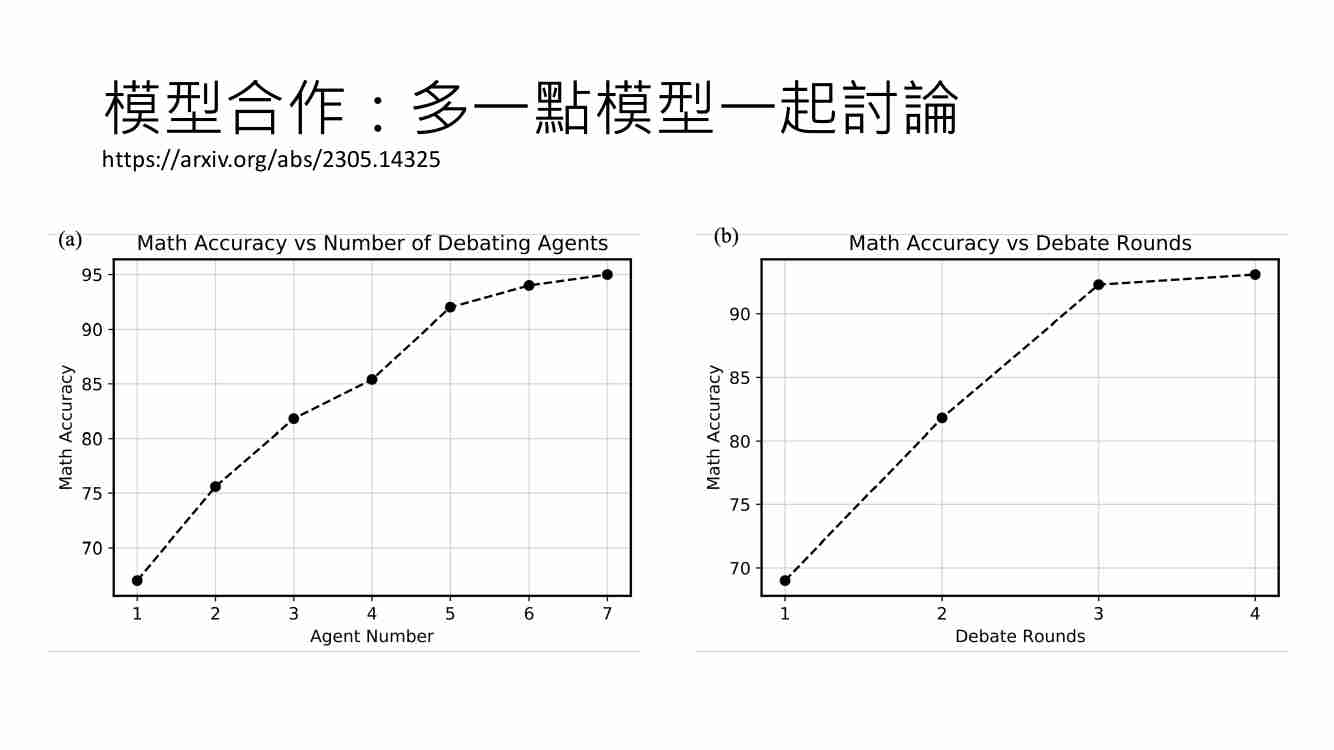 模型合作：多一點模型一起討論
https://arxiv.org/abs/2305.14325
(a)
Math Accuracy vs Number of Debating Agents
95
90
85
80
75
70
Math Accuracy
1 2 3 4 5 6 7
Agent Number
(b)
Math Accuracy vs Debate Rounds
90
85
80
75
70
Math Accuracy
1 2 3 4
Debate Rounds